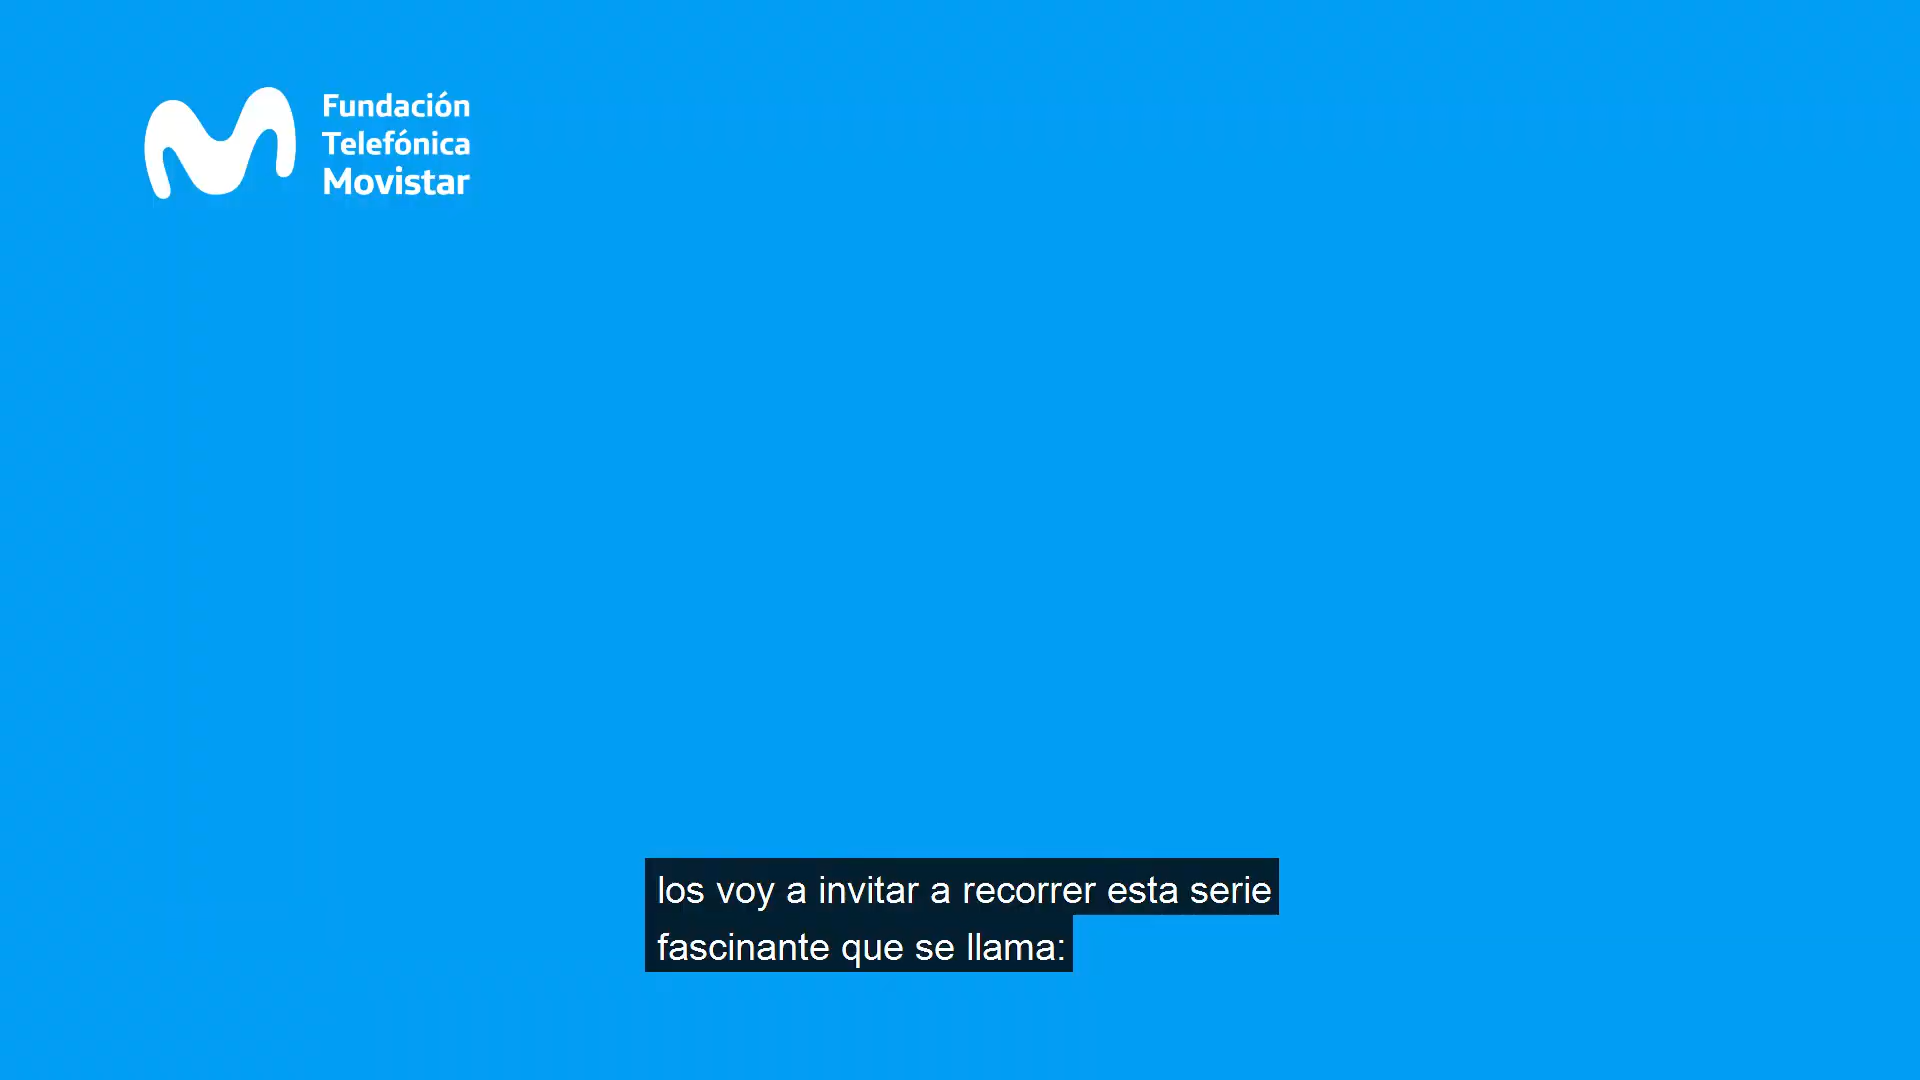 Fundación
Telefónica
Movistar
los voy a invitar a recorrer esta serie
fascinante que se llama: